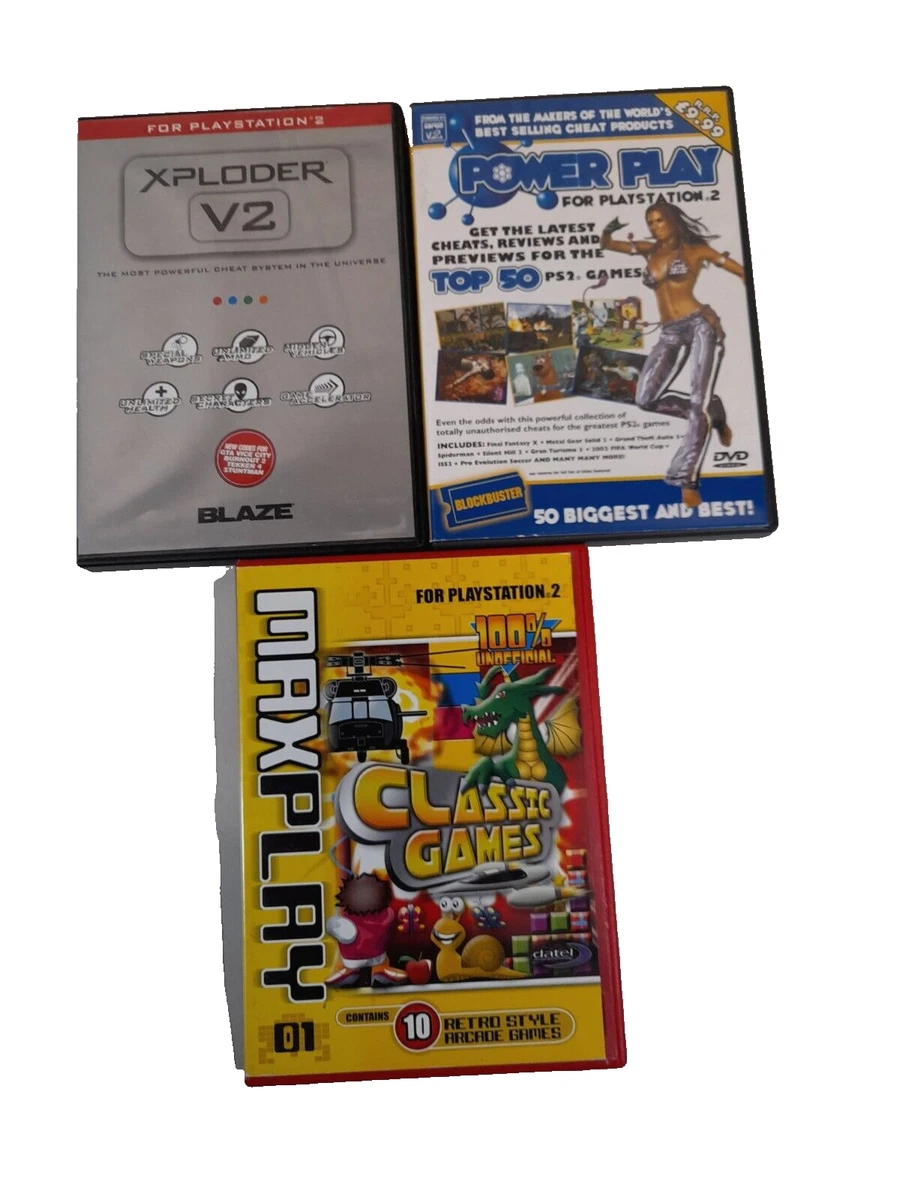 FOR PLAYSTATION®2
XPLODER
V2
THE MOST POWERFUL CHEAT SYSTEM IN THE UNIVERSE
SPECIAL WEAPONS
UNLIMITED AMMO
HIDDEN VEHICLES
UNLIMITED HEALTH
SECRET CHARACTERS
GAME ACCELERATOR
NEW CODES FOR
GTA VICE CITY
BURNOUT 2
TEKKEN 4
STUNTMAN
BLAZE
FROM THE MAKERS OF THE WORLD'S
BEST SELLING CHEAT PRODUCTS
R.R.P.
9.99
V2
POWER PLAY
FOR PLAYSTATION®2
GET THE LATEST
CHEATS, REVIEWS AND
PREVIEWS FOR THE
TOP 50 PS2® GAMES
Even the odds with this powerful collection of
totally unauthorised cheats for the greatest PS2® games
INCLUDES: Final Fantasy X • Metal Gear Solid 2 • Grand Theft Auto 3 •
Spiderman • Silent Hill 2 • Gran Turismo 3 • 2002 FIFA World Cup •
ISS2 • Pro Evolution Soccer AND MANY MANY MORE!
DVD
BLOCKBUSTER
50 BIGGEST AND BEST!
MAXPLAY
01
FOR PLAYSTATION®2
100%
UNOFFICIAL
CLASSIC
GAMES
datel
CONTAINS 10 RETRO STYLE
ARCADE GAMES